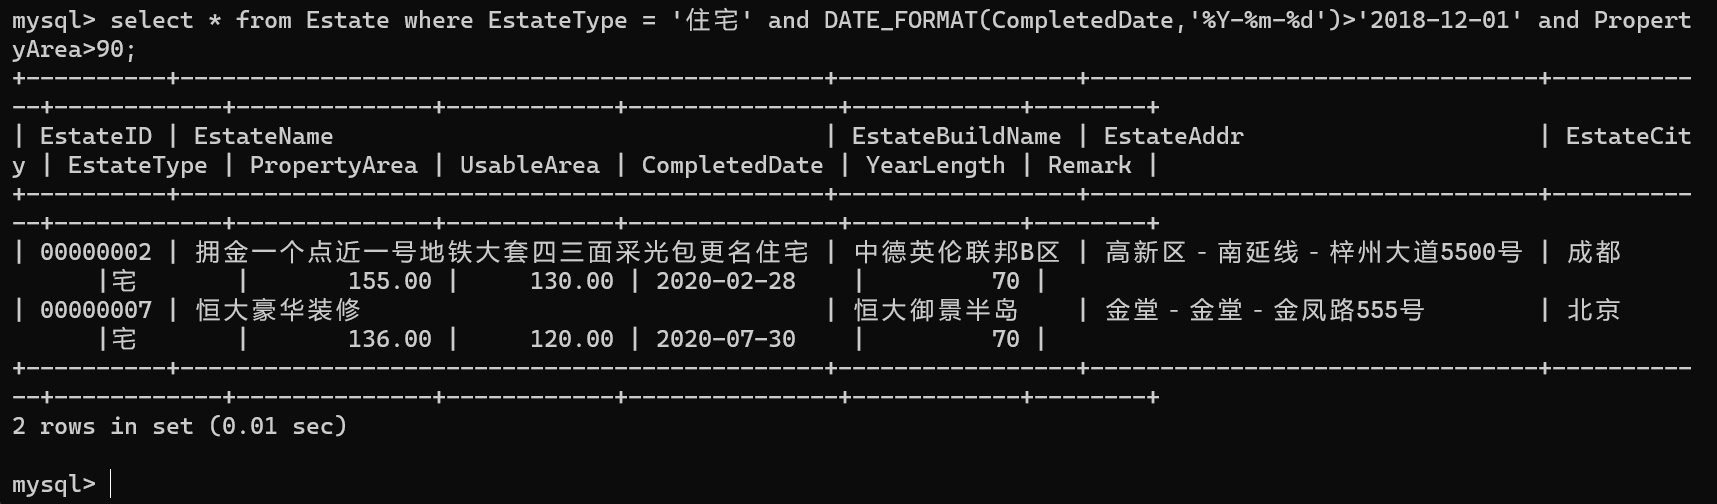 mysql> select * from Estate where EstateType = '住宅' and DATE_FORMAT(CompletedDate,'%Y-%m-%d')>'2018-12-01' and Propert
yArea>90;
+----------+----------------------------------------------+-----------------+--------------------------------+----------
--+------------+--------------+------------+---------------+------------+--------+
| EstateID | EstateName                                   | EstateBuildName | EstateAddr                     | EstateCit
y | EstateType | PropertyArea | UsableArea | CompletedDate | YearLength | Remark |
+----------+----------------------------------------------+-----------------+--------------------------------+----------
--+------------+--------------+------------+---------------+------------+--------+
| 00000002 | 拥金一个点近一号地铁大套四三面采光包更名住宅 | 中德英伦联邦B区 | 高新区-南延线-梓州大道5500号 | 成都
      |宅       |       155.00 |     130.00 | 2020-02-28    |         70 |
| 00000007 | 恒大豪华装修                                 | 恒大御景半岛    | 金堂-金堂-金凤路555号        | 北京
      |宅       |       136.00 |     120.00 | 2020-07-30    |         70 |
+----------+----------------------------------------------+-----------------+--------------------------------+----------
--+------------+--------------+------------+---------------+------------+--------+
2 rows in set (0.01 sec)
mysql>